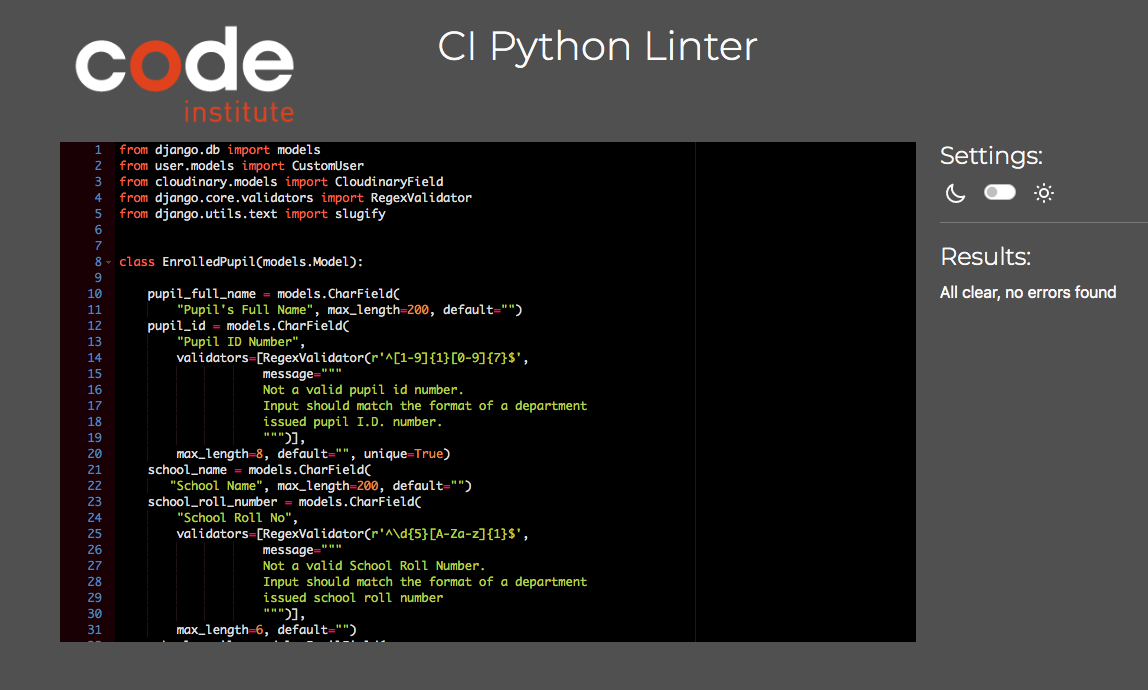 code
institute
CI Python Linter
1 from django.db import models
2 from user.models import CustomUser
3 from cloudinary.models import CloudinaryField
4 from django.core.validators import RegexValidator
5 from django.utils.text import slugify
6
7
8 class EnrolledPupil(models.Model):
9
10 pupil_full_name = models.CharField(
11 "Pupil's Full Name", max_length=200, default="")
12 pupil_id = models.CharField(
13 "Pupil ID Number",
14 validators=[RegexValidator(r'^[1-9]{1}[0-9]{7}$',
15 message="""
16 Not a valid pupil id number.
17 Input should match the format of a department
18 issued pupil I.D. number.
19 """)],
20 max_length=8, default="", unique=True)
21 school_name = models.CharField(
22 "School Name", max_length=200, default="")
23 school_roll_number = models.CharField(
24 "School Roll No",
25 validators=[RegexValidator(r'^\d{5}[A-Za-z]{1}$',
26 message="""
27 Not a valid School Roll Number.
28 Input should match the format of a department
29 issued school roll number
30 """)],
31 max_length=6, default="")
Settings:
Results:
All clear, no errors found